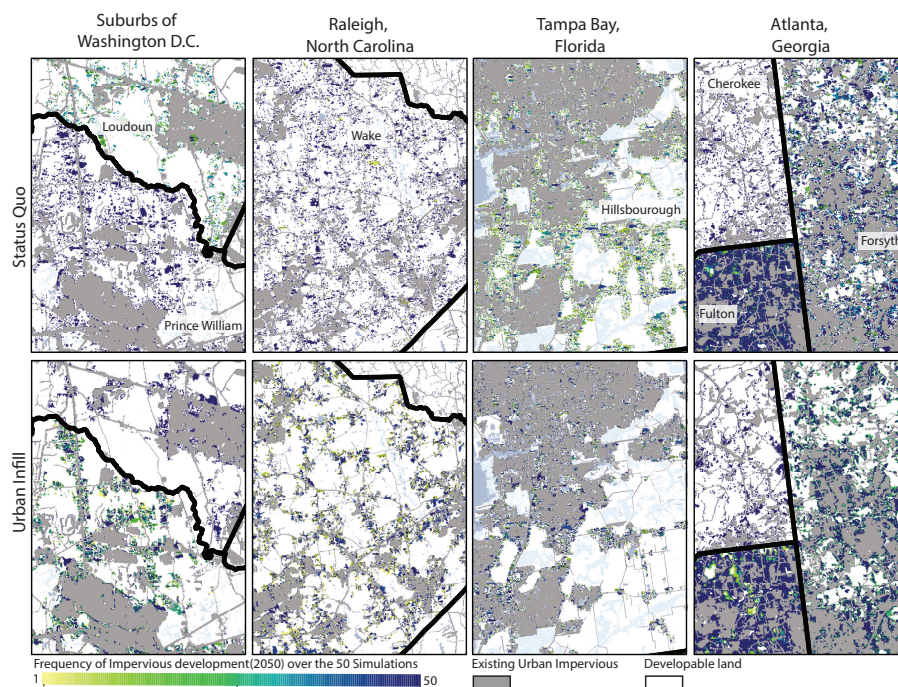 Suburbs of
Washington D.C.
Raleigh,
North Carolina
Tampa Bay,
Florida
Atlanta,
Georgia
Status Quo
Loudoun
Prince William
Wake
Hillsbourough
Cherokee
Forsyth
Fulton
Urban Infill
Frequency of Impervious development(2050) over the 50 Simulations
1
50
Existing Urban Impervious
Developable land